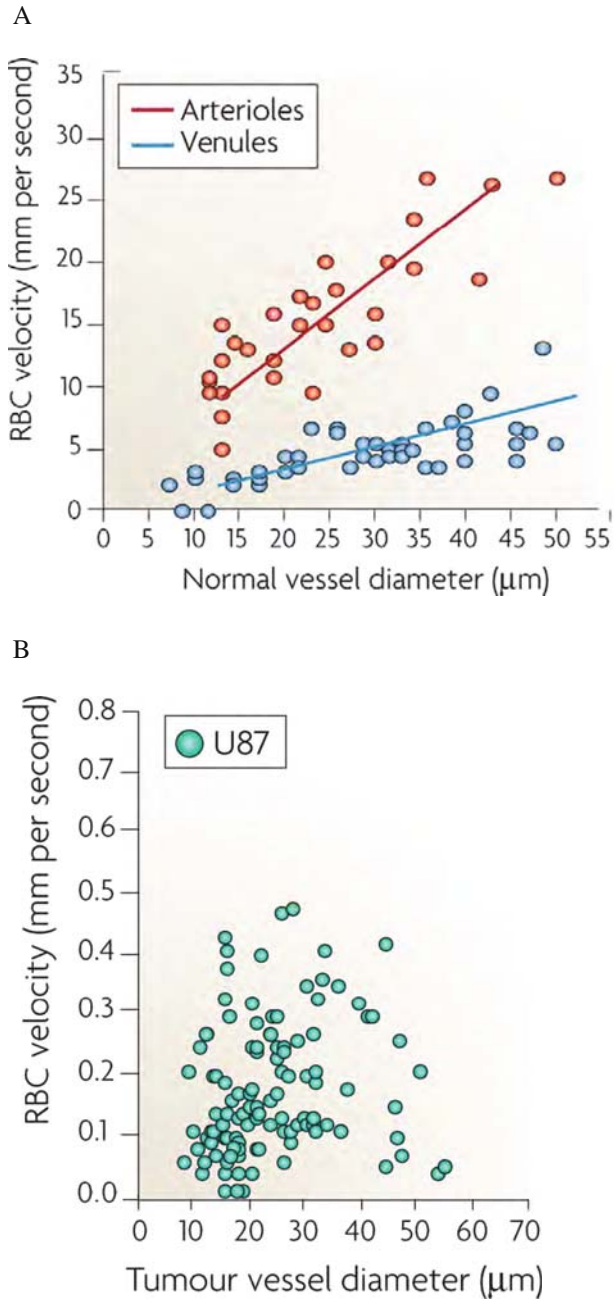 A
35
30
25
20
15
10
5
0
RBC velocity (mm per second)
Arterioles
Venules
0 5 10 15 20 25 30 35 40 45 50 55
Normal vessel diameter (μm)
B
0.8
0.7
0.6
0.5
0.4
0.3
0.2
0.1
0.0
RBC velocity (mm per second)
U87
0 10 20 30 40 50 60 70
Tumour vessel diameter (μm)